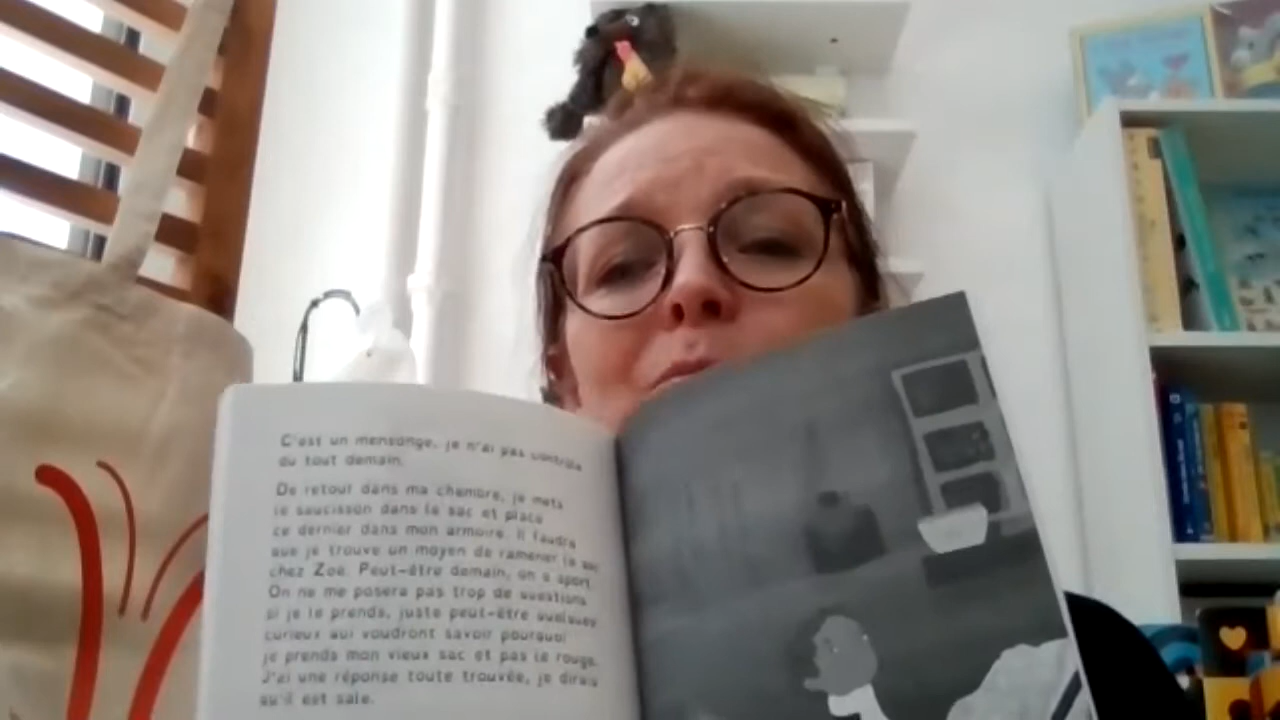 C'est un mensonge, je n'ai pas contrôle
du tout demain.
De retour dans ma chambre, je mets
le saucisson dans le sac et place
ce dernier dans mon armoire. Il faudra
que je trouve un moyen de ramener le sac
chez Zoé. Peut-être demain, on a sport.
On ne me posera pas trop de questions
si je le prends, juste peut-être quelques
curieux qui voudront savoir pourquoi
je prends mon vieux sac et pas le rouge.
J'ai une réponse toute trouvée, je dirais
qu'il est sale.